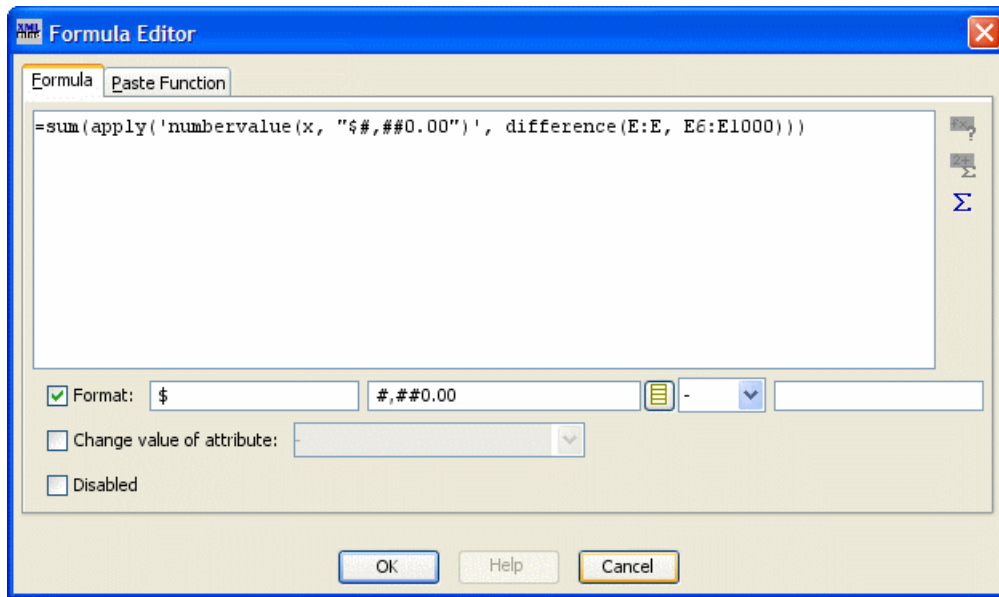 Formula Editor
Formula Paste Function
=sum(apply('numbervalue(x, "$#,##0.00")', difference(E:E, E6:E1000)))
Format: $ #,##0.00 -
Change value of attribute: -
Disabled
OK Help Cancel